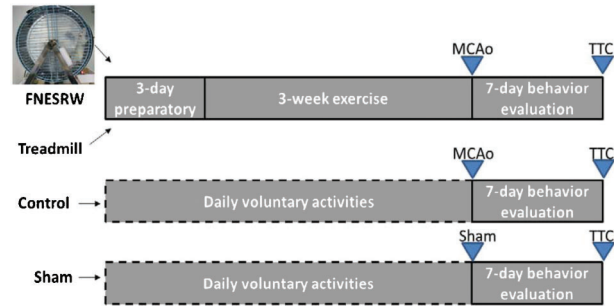 MCAo
TTC
FNESRW
3-day
preparatory
3-week exercise
7-day behavior
evaluation
Treadmill
MCAo
TTC
Control
Daily voluntary activities
7-day behavior
evaluation
Sham
TTC
Sham
Daily voluntary activities
7-day behavior
evaluation